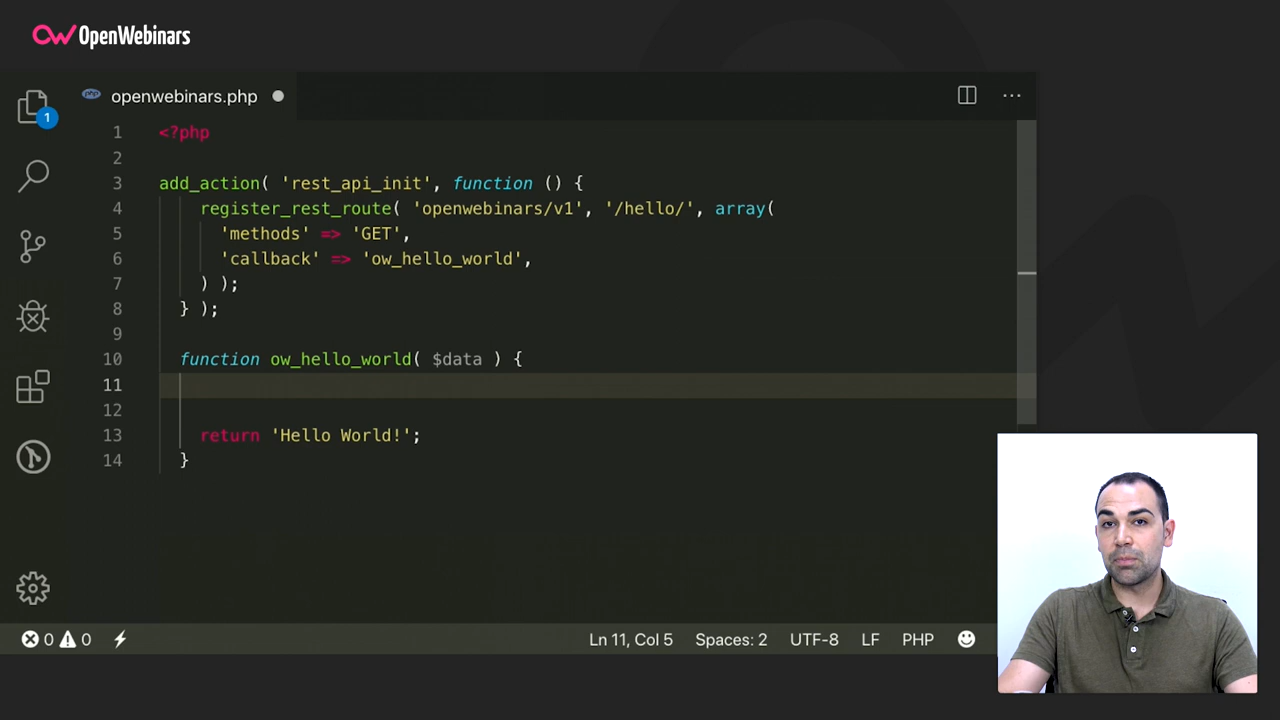 OpenWebinars
openwebinars.php
1
1 <?php
2
3 add_action( 'rest_api_init', function () {
4 register_rest_route( 'openwebinars/v1', '/hello/', array(
5 'methods' => 'GET',
6 'callback' => 'ow_hello_world',
7 ) );
8 } );
9
10 function ow_hello_world( $data ) {
11
12
13 return 'Hello World!';
14 }
0 0 Ln 11, Col 5 Spaces: 2 UTF-8 LF PHP